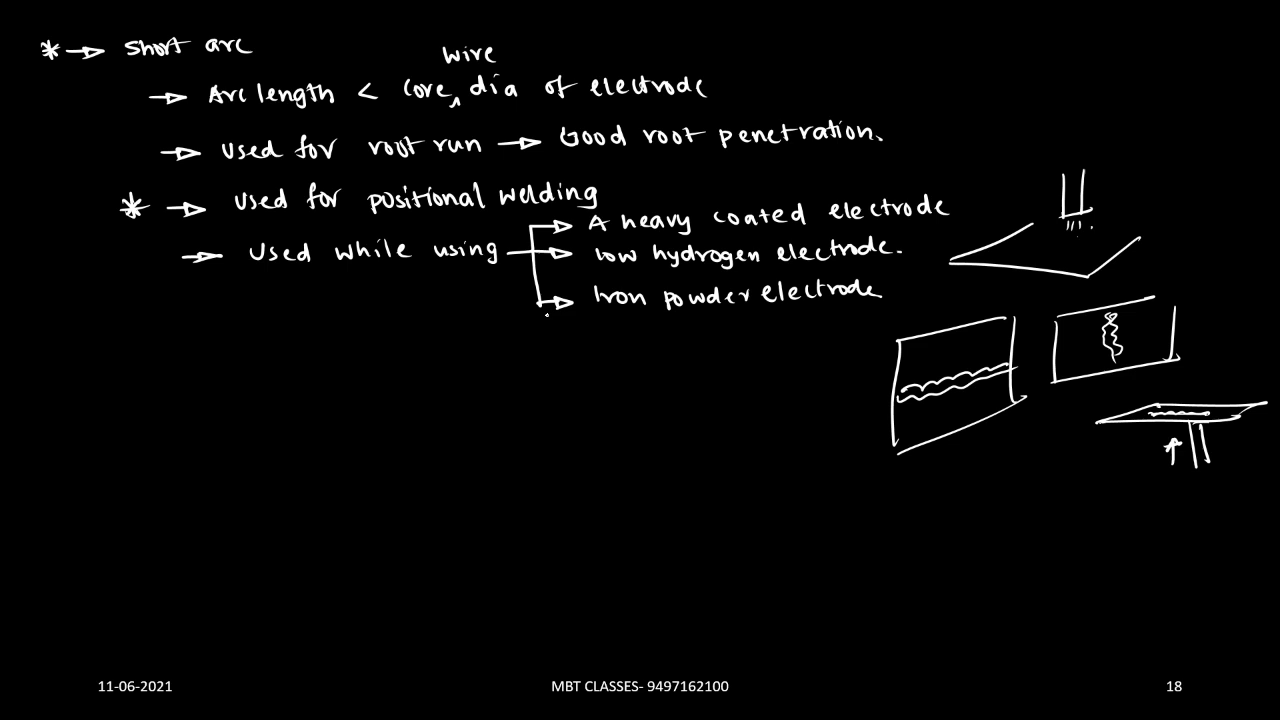 * → Short arc
→ Arc length < core wire dia of electrode
→ Used for root run → Good root penetration.
* → Used for positional welding
→ Used while using → A heavy coated electrode
→ low hydrogen electrode.
→ Iron powder electrode
11-06-2021
MBT CLASSES- 9497162100
18